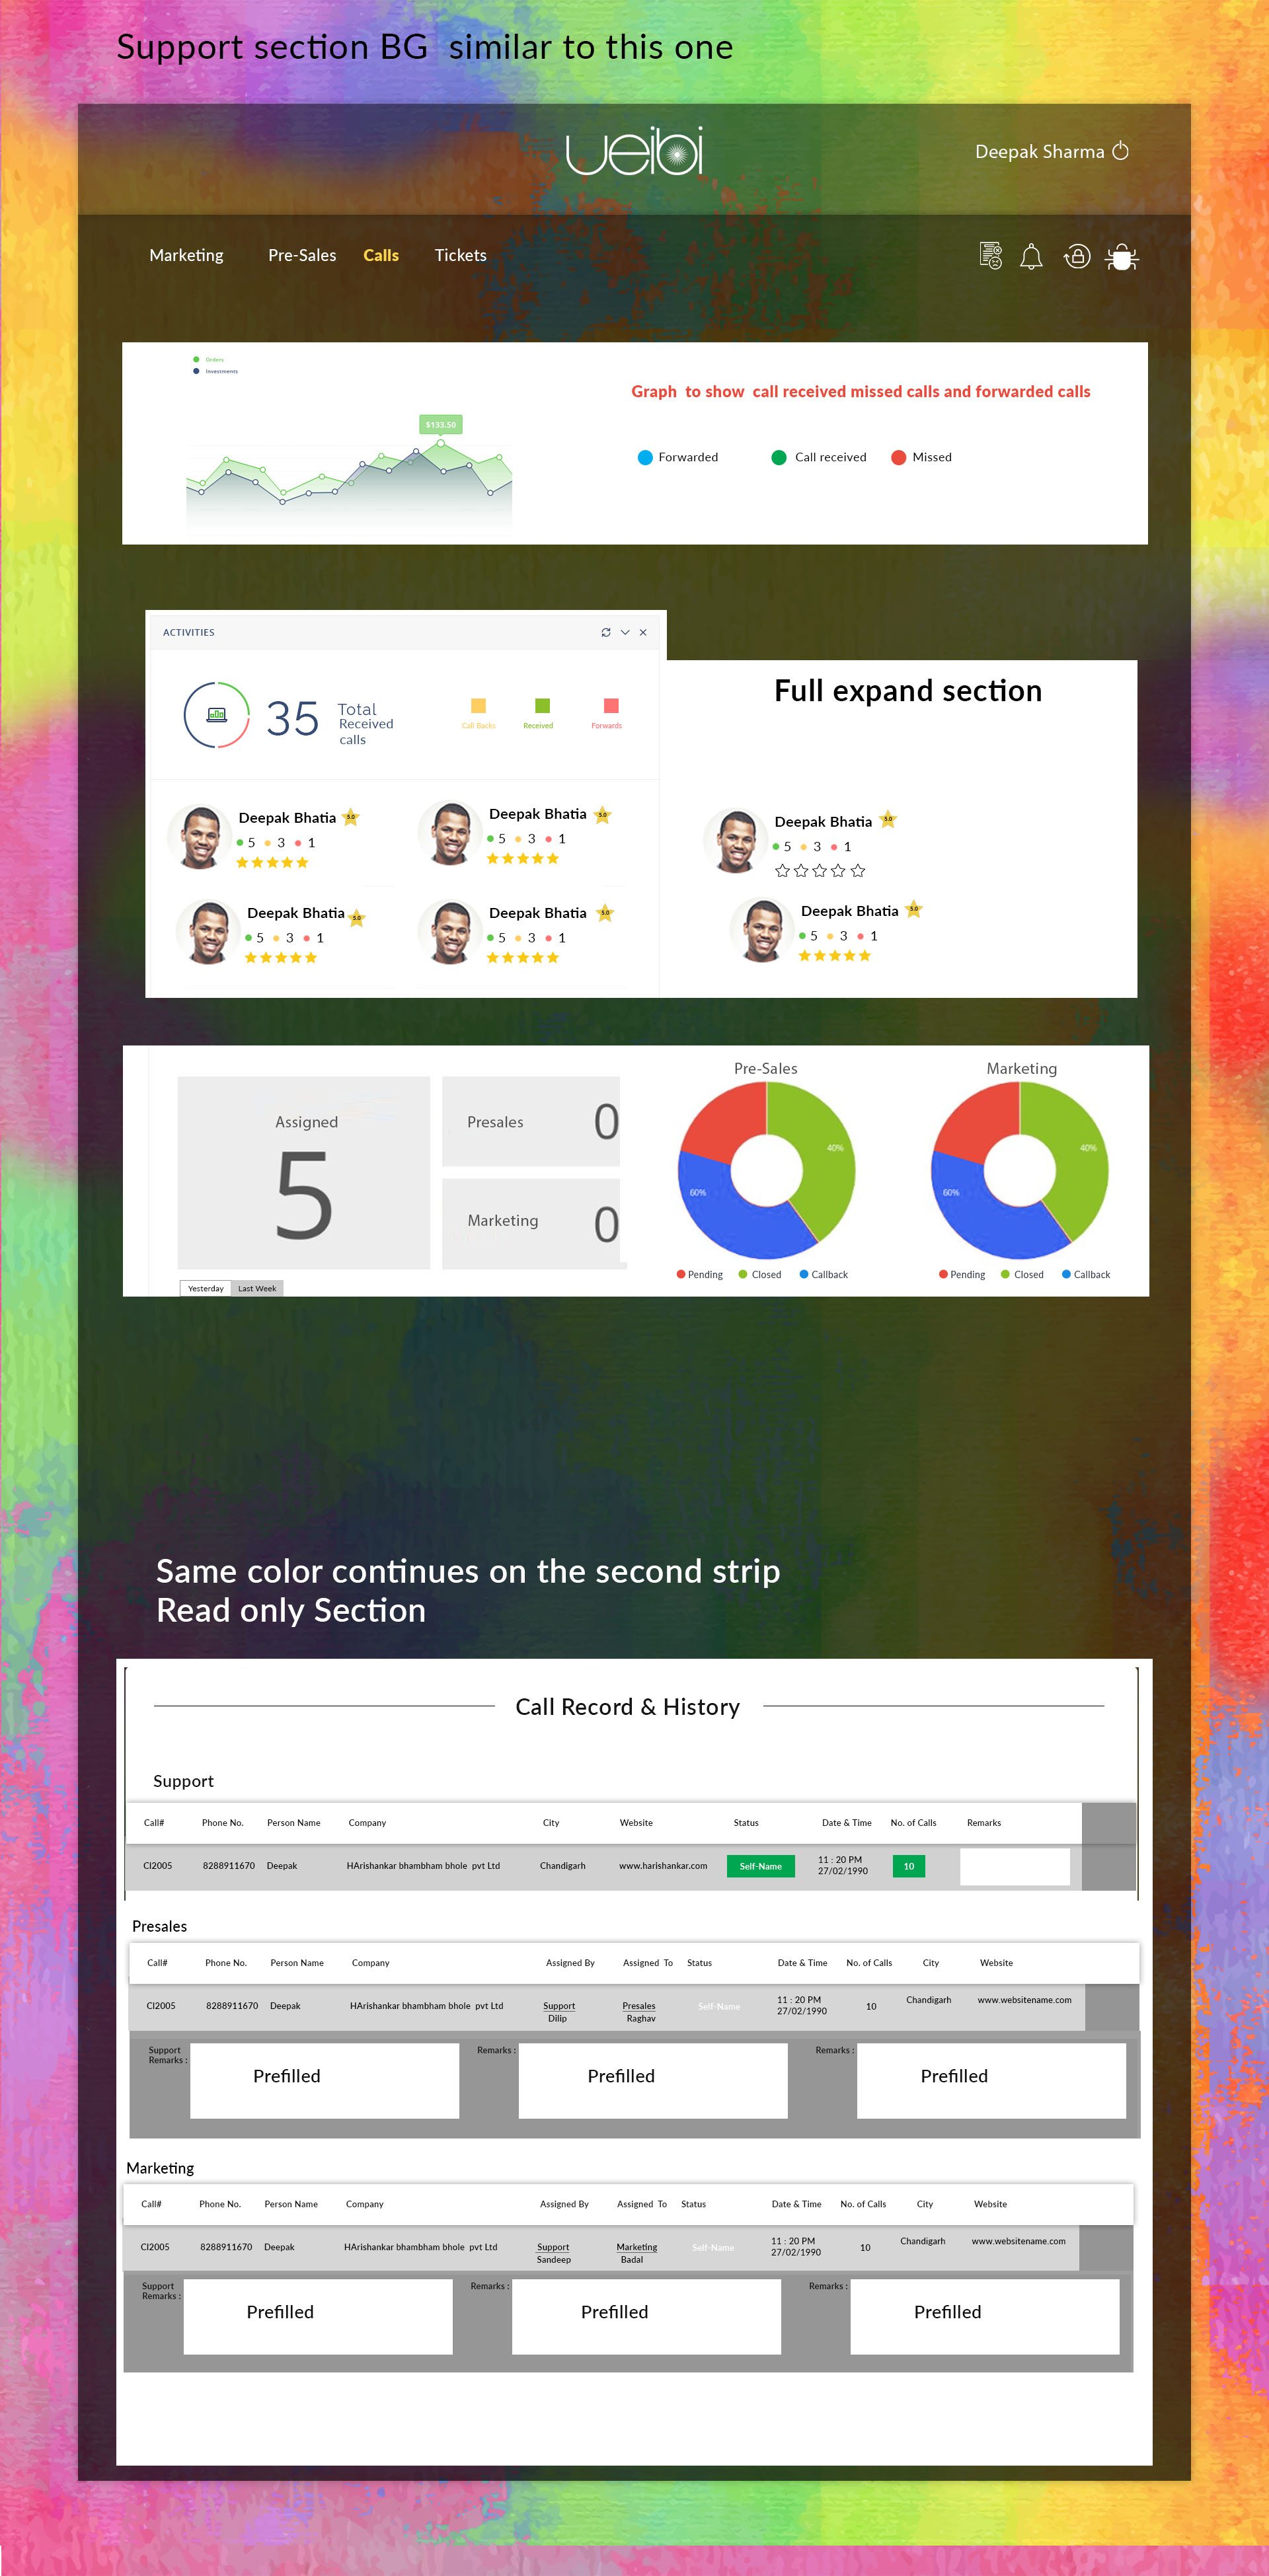 Support section BG similar to this one
ueibi
Deepak Sharma
Marketing Pre-Sales Calls Tickets
Orders
Investments
$133.50
Graph to show call received missed calls and forwarded calls
Forwarded Call received Missed
ACTIVITIES
35 Total Received calls
Call Backs Received Forwards
Full expand section
Deepak Bhatia 5.0
5 3 1
Deepak Bhatia 5.0
5 3 1
Deepak Bhatia 5.0
5 3 1
Deepak Bhatia 5.0
5 3 1
Deepak Bhatia 5.0
5 3 1
Deepak Bhatia 5.0
5 3 1
Assigned
5
Presales 0
Marketing 0
Yesterday Last Week
Pre-Sales
40%
60%
Pending Closed Callback
Marketing
40%
60%
Pending Closed Callback
Same color continues on the second strip
Read only Section
Call Record & History
Support
Call# Phone No. Person Name Company City Website Status Date & Time No. of Calls Remarks
Cl2005 8288911670 Deepak HArishankar bhambham bhole pvt Ltd Chandigarh www.harishankar.com Self-Name 11 : 20 PM 10
27/02/1990
Presales
Call# Phone No. Person Name Company Assigned By Assigned To Status Date & Time No. of Calls City Website
Cl2005 8288911670 Deepak HArishankar bhambham bhole pvt Ltd Support Presales Self-Name 11 : 20 PM 10 Chandigarh www.websitename.com
Dilip Raghav 27/02/1990
Support Remarks : Prefilled Remarks : Prefilled Remarks : Prefilled
Marketing
Call# Phone No. Person Name Company Assigned By Assigned To Status Date & Time No. of Calls City Website
Cl2005 8288911670 Deepak HArishankar bhambham bhole pvt Ltd Support Marketing Self-Name 11 : 20 PM 10 Chandigarh www.websitename.com
Sandeep Badal 27/02/1990
Support Remarks : Prefilled Remarks : Prefilled Remarks : Prefilled